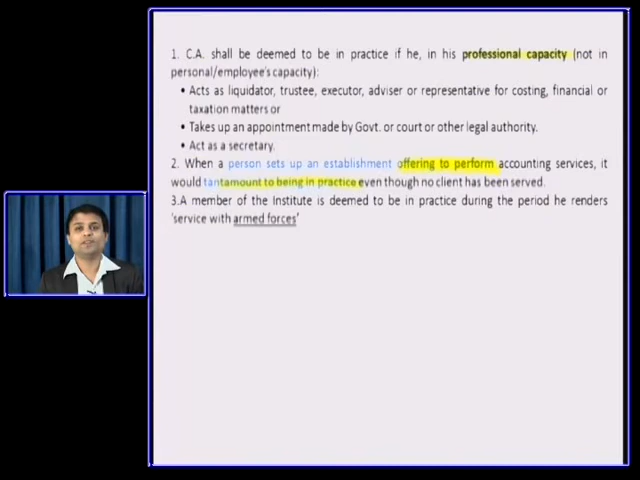 1. C.A. shall be deemed to be in practice if he, in his professional capacity (not in
personal/employee's capacity):
• Acts as liquidator, trustee, executor, adviser or representative for costing, financial or
taxation matters or
• Takes up an appointment made by Govt. or court or other legal authority.
• Act as a secretary.
2. When a person sets up an establishment offering to perform accounting services, it
would tantamount to being in practice even though no client has been served.
3.A member of the Institute is deemed to be in practice during the period he renders
'service with armed forces'